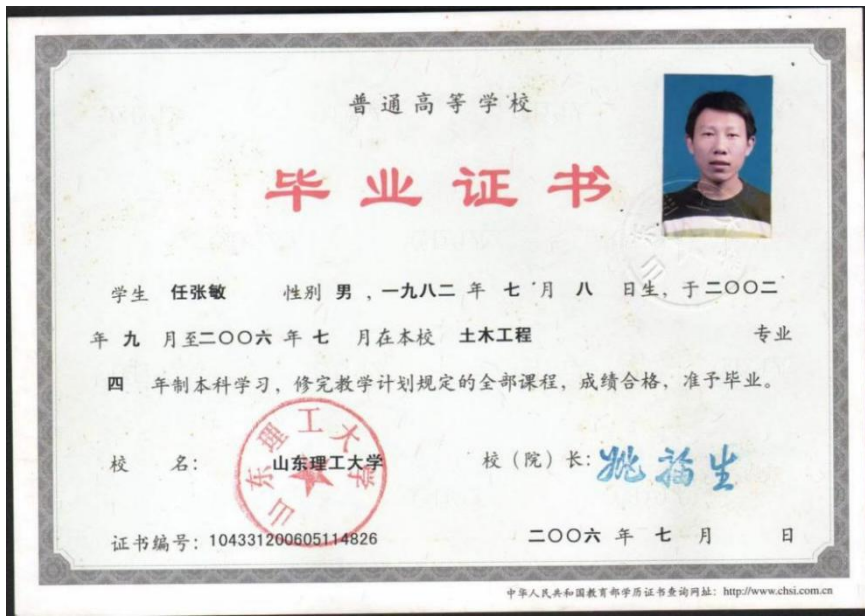 普通高等学校
毕业证书
学生 任张敏 性别 男 ,一九八二 年 七 月 八 日生, 于 二〇〇二
年 九 月至二〇〇六 年 七 月在本校 土木工程 专业
四 年制本科学习, 修完教学计划规定的全部课程, 成绩合格, 准予毕业。
山东理工大学
校 名: 山东理工大学 校（院）长: 姚福生
证书编号: 104331200605114826 二〇〇六 年 七 月 日
中华人民共和国教育部学历证书查询网址: http://www.chsi.com.cn